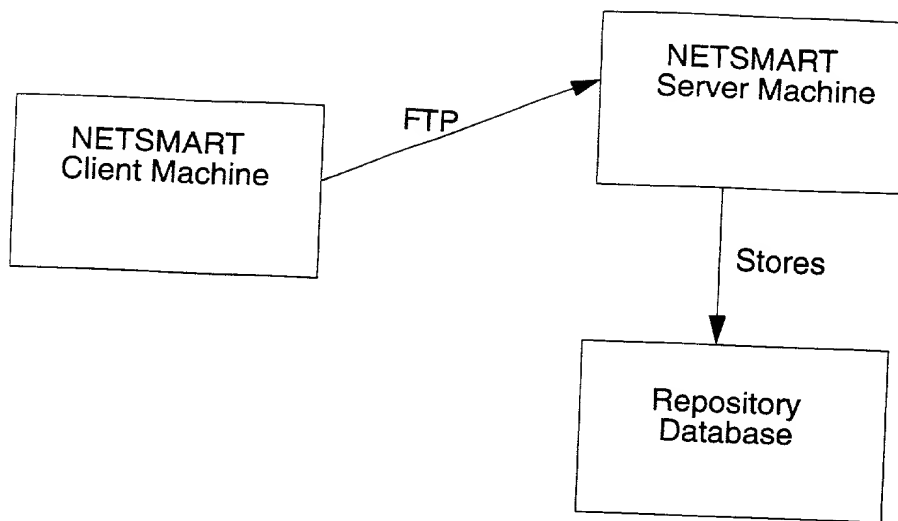 NETSMART
Server Machine
FTP
NETSMART
Client Machine
Stores
Repository
Database